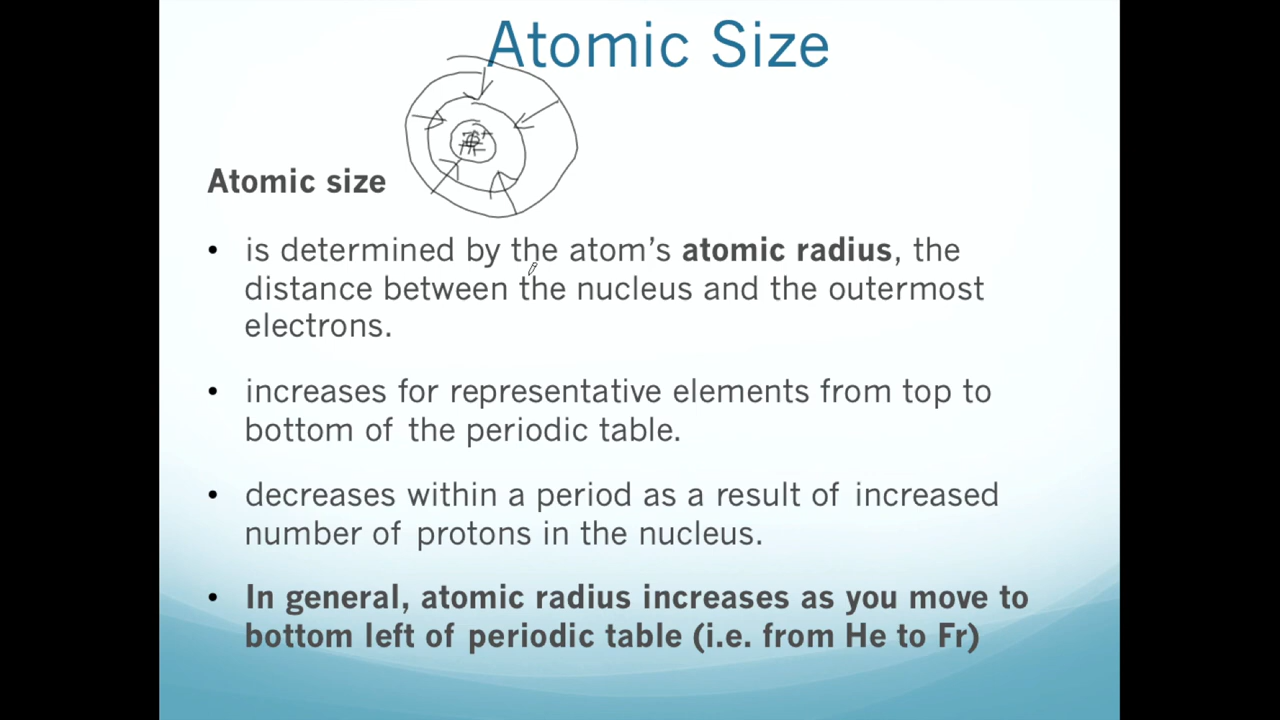 Atomic Size
Atomic size
• is determined by the atom’s atomic radius, the
distance between the nucleus and the outermost
electrons.
• increases for representative elements from top to
bottom of the periodic table.
• decreases within a period as a result of increased
number of protons in the nucleus.
• In general, atomic radius increases as you move to
bottom left of periodic table (i.e. from He to Fr)